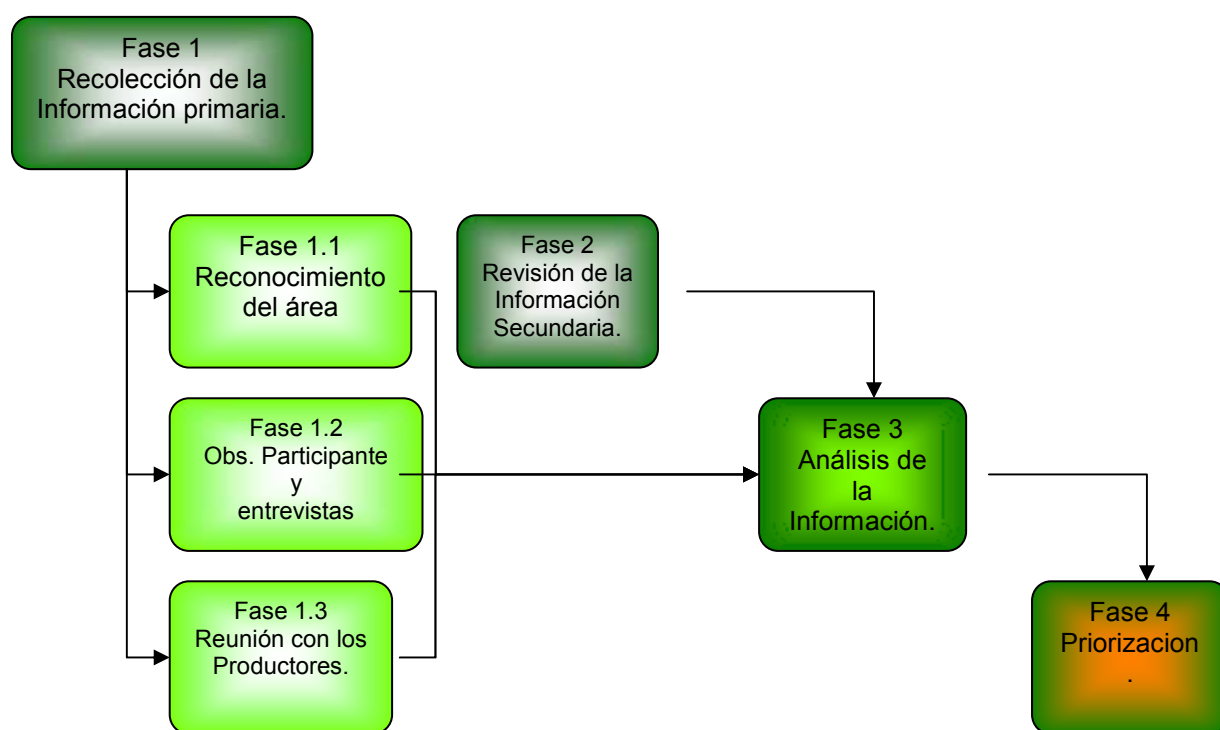 Fase 1
Recolección de la
Información primaria.
Fase 1.1
Reconocimiento
del área
Fase 2
Revisión de la
Información
Secundaria.
Fase 1.2
Obs. Participante
y
entrevistas
Fase 3
Análisis de
la
Información.
Fase 1.3
Reunión con los
Productores.
Fase 4
Priorizacion
.